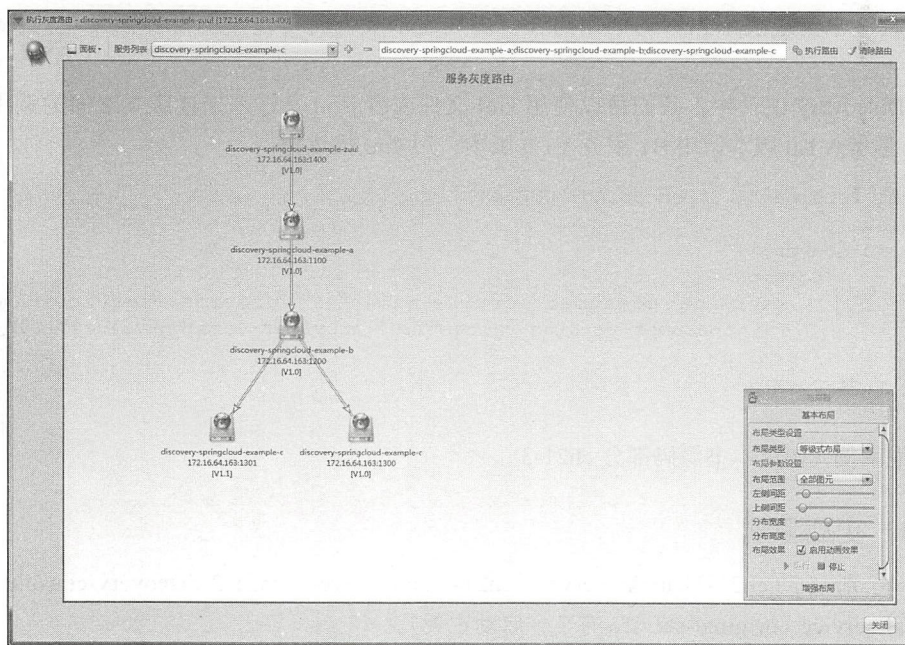 执行灰度路由 - discovery-springcloud-example-zuul [172.16.64.163:1400]
面板 服务列表 discovery-springcloud-example-c discovery-springcloud-example-a;discovery-springcloud-example-b;discovery-springcloud-example-c 执行路由 清除路由
服务灰度路由
discovery-springcloud-example-zuul
172.16.64.163:1400
[V1.0]
discovery-springcloud-example-a
172.16.64.163:1100
[V1.0]
discovery-springcloud-example-b
172.16.64.163:1200
[V1.0]
discovery-springcloud-example-c
172.16.64.163:1301
[V1.1]
discovery-springcloud-example-c
172.16.64.163:1300
[V1.0]
基本布局
布局类型设置
布局类型 等级式布局
布局参数设置
布局范围 全部图元
左侧间距
上侧间距
分布宽度
分布高度
布局效果 启用动画效果
停止
增强布局
关闭